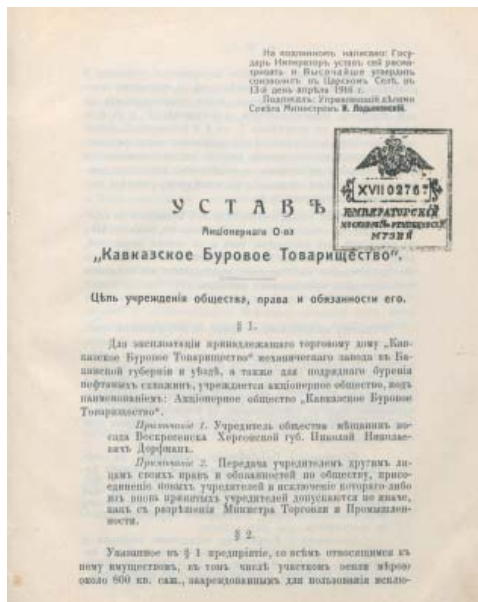 На подлинномъ написано: Госу-
дарь Императоръ уставъ сей разсма-
тривать и Высочайше утвердить
соизволилъ въ Царскомъ Селѣ, въ
13-й день апрѣля 1916 г.
Подписалъ: Управляющій дѣлами
Совѣта Министровъ И. Лодыженскій.
XVII 02767
ИМПЕРАТОРСКІЙ
МУЗЕЙ
УСТАВЪ
Акціонернаго О-ва
„Кавказское Буровое Товарищество“.
Цѣль учрежденія общества, права и обязанности его.
§ 1.
Для эксплоатаціи принадлежащаго торговому дому „Кав-
казское Буровое Товарищество“ механическаго завода въ Ба-
кинской губерніи и уѣздѣ, а также для подряднаго буренія
нефтяныхъ скважинъ, учреждается акціонерное общество, подъ
наименованіемъ: Акціонерное общество „Кавказское Буровое
Товарищество“.
Примѣчаніе 1. Учредитель общества мѣщанинъ по-
сада Воскресенска Херсонской губ. Николай Николае-
вичъ Дорфманъ.
Примѣчаніе 2. Передача учредителемъ другимъ ли-
цамъ своихъ правъ и обязанностей по обществу, присо-
единеніе новыхъ учредителей и исключеніе котораго-либо
изъ вновь принятыхъ учредителей допускаются не иначе,
какъ съ разрѣшенія Министра Торговли и Промышлен-
ности.
§ 2.
Указанное въ § 1 предпріятіе, со всѣмъ относящимся къ
нему имуществомъ, въ томъ числѣ участкомъ земли мѣрою
около 800 кв. саж., заарендованнымъ для пользованія исклю-